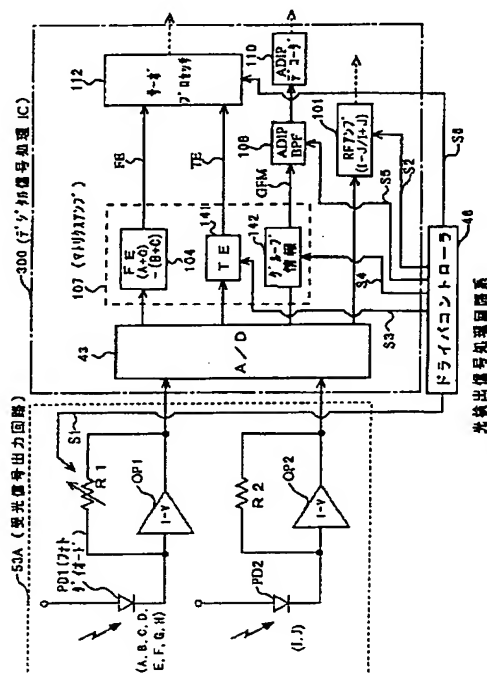 300 (デジタル信号処理 IC)
53A (受光信号出力回路)
107 (マトリクスアンプ)
112
サーボ
プロセッサ
FE
TE
110
ADIP
デコーダ
108
ADIP
BPF
GFM
101
RFアンプ
(I-J/I+J)
FE
(A+C)
-(B+D)
104
141
TE
142
グルーブ
情報
43
A/D
S1
S2
S3
S4
S5
S6
46
ドライバコントローラ
R1
OP1
I-V
PD1(フォト
ダイオード)
(A, B, C, D,
E, F, G, H)
R2
OP2
I-V
PD2
(I, J)
光検出信号処理回路系